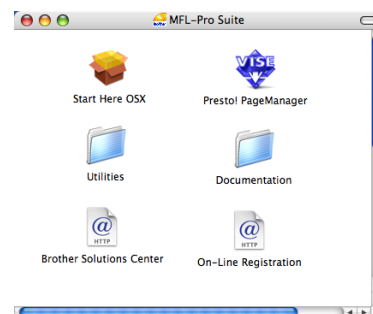 MFL-Pro Suite
VISE
Start Here OSX
Presto! PageManager
Utilities
Documentation
@
HTTP
@
HTTP
Brother Solutions Center
On-Line Registration